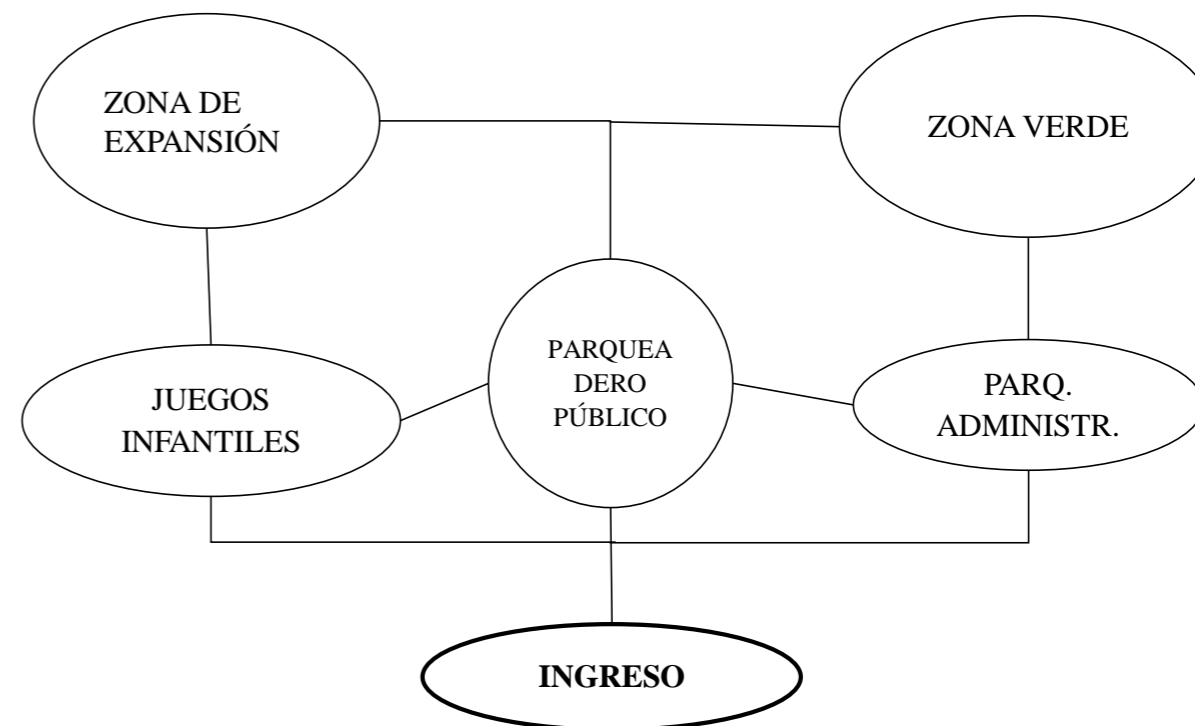 ZONA DE
EXPANSIÓN
ZONA VERDE
PARQUEA
DERO
PÚBLICO
JUEGOS
INFANTILES
PARQ.
ADMINISTR.
INGRESO